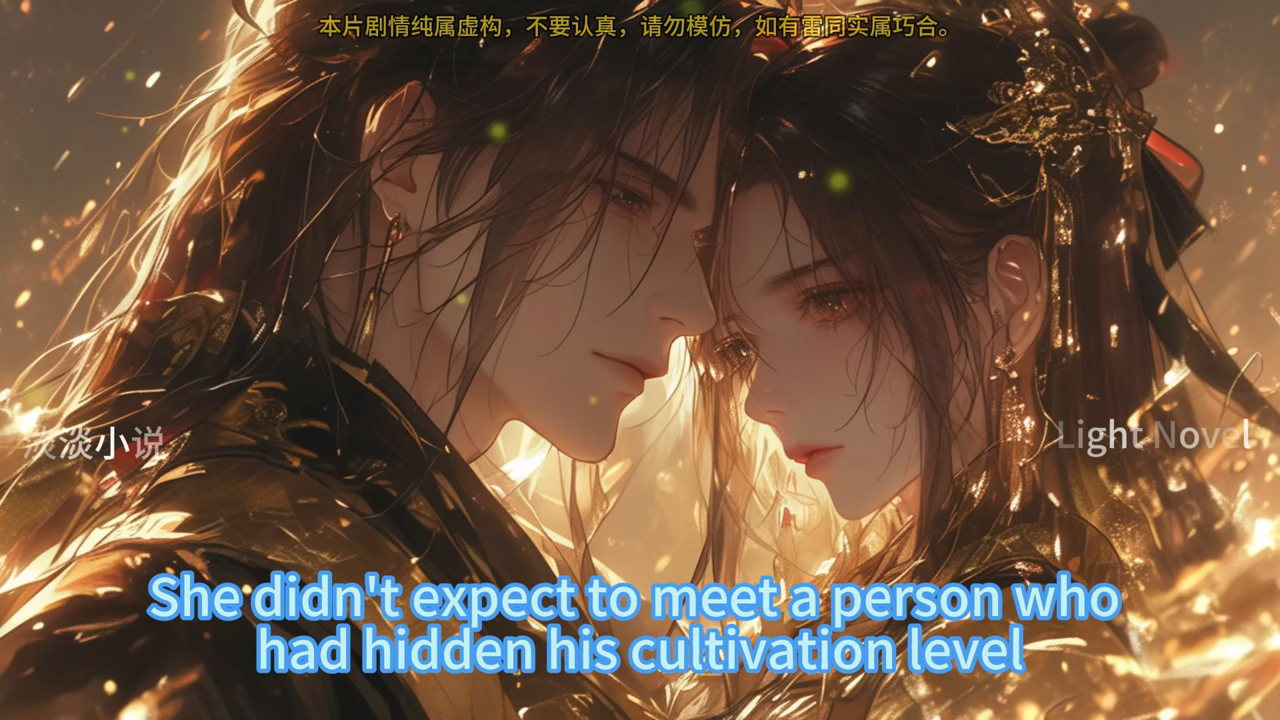 本片剧情纯属虚构，不要认真，请勿模仿，如有雷同实属巧合。
淡淡小说
Light Novel
She didn't expect to meet a person who
had hidden his cultivation level